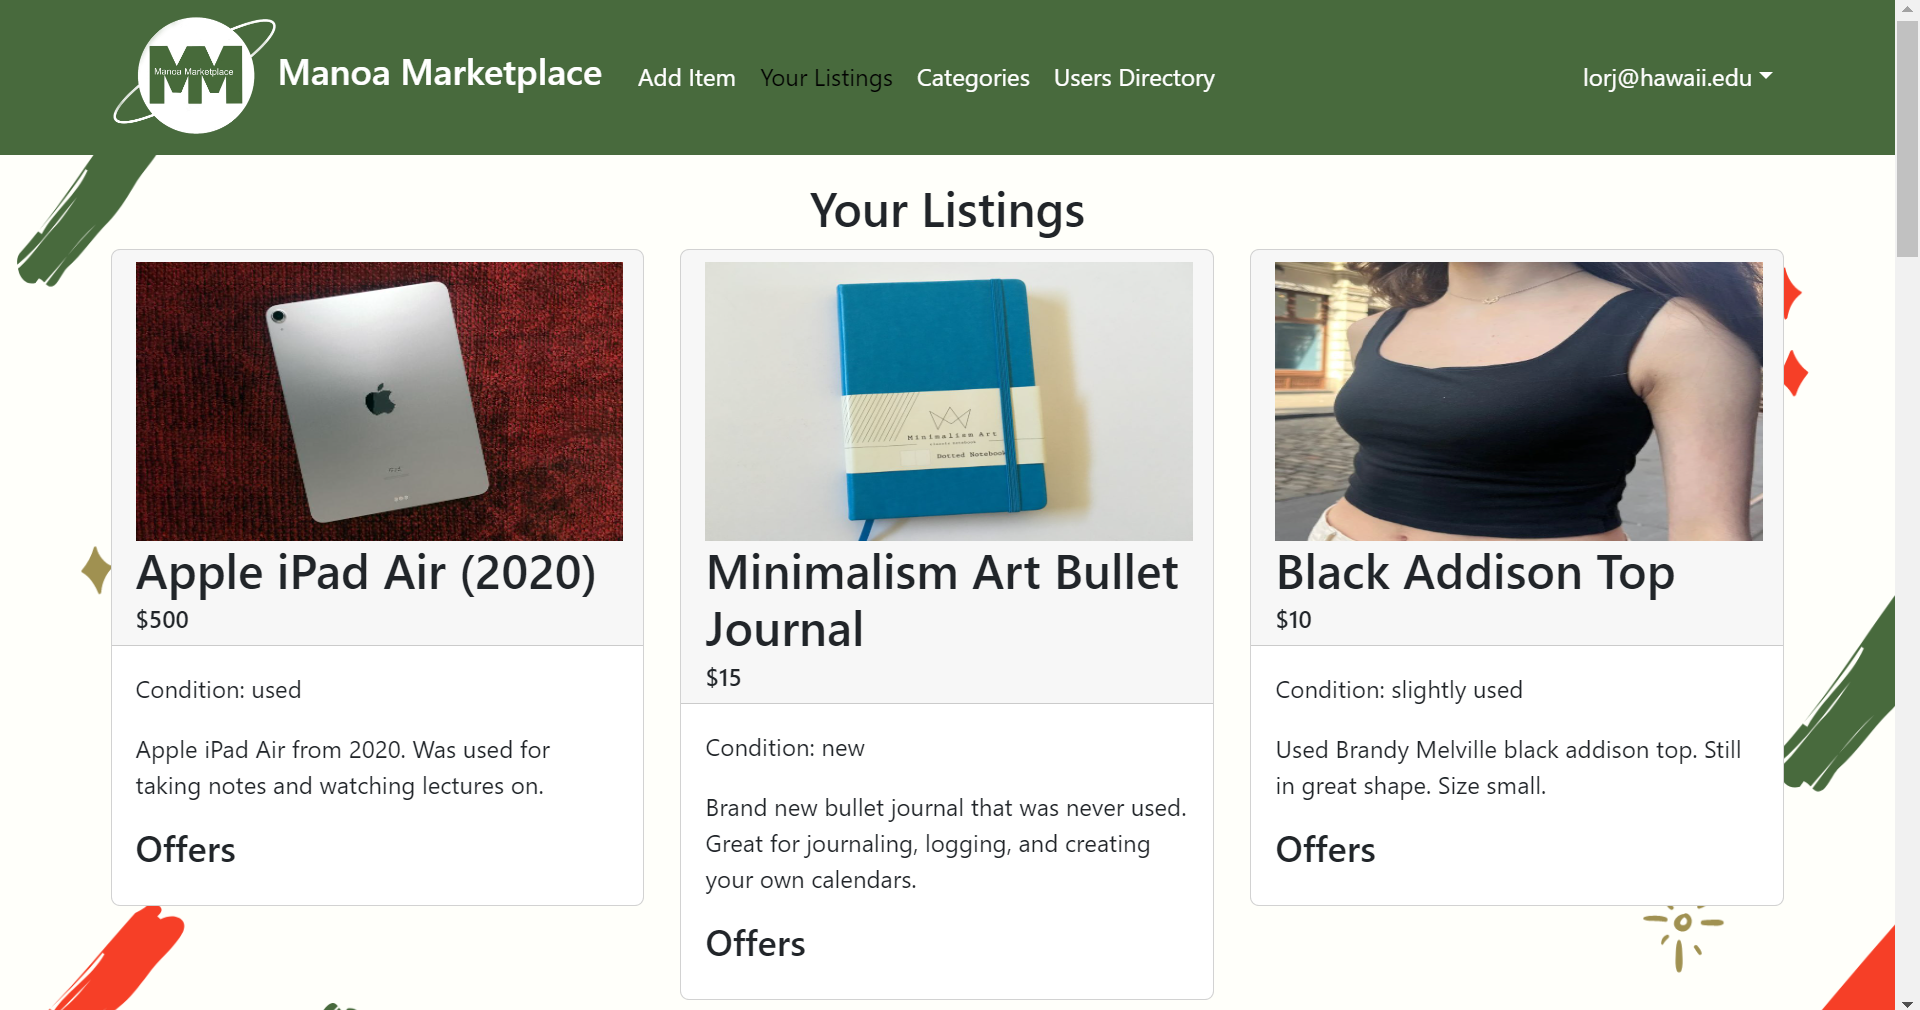 Manoa Marketplace
Manoa Marketplace
Add Item
Your Listings
Categories
Users Directory
lorj@hawaii.edu
Your Listings
Minimalism Art
Dotted Notebook
Apple iPad Air (2020)
$500
Condition: used
Apple iPad Air from 2020. Was used for
taking notes and watching lectures on.
Offers
Minimalism Art Bullet
Journal
$15
Condition: new
Brand new bullet journal that was never used.
Great for journaling, logging, and creating
your own calendars.
Offers
Black Addison Top
$10
Condition: slightly used
Used Brandy Melville black addison top. Still
in great shape. Size small.
Offers